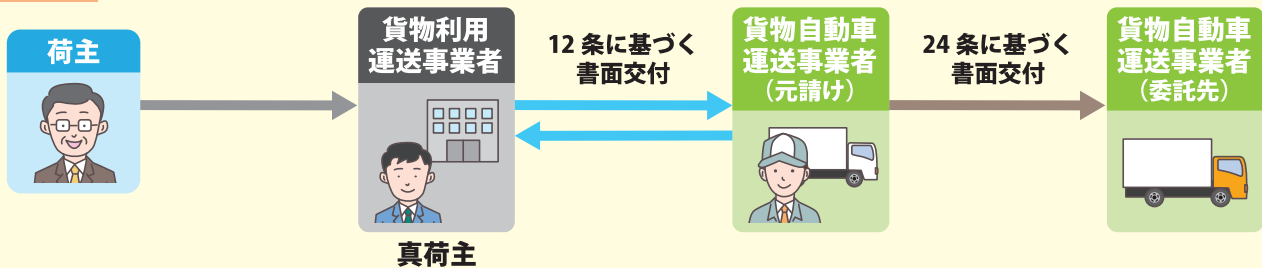 荷主
貨物利用
運送事業者
真荷主
12 条に基づく
書面交付
貨物自動車
運送事業者
（元請け）
24 条に基づく
書面交付
貨物自動車
運送事業者
（委託先）